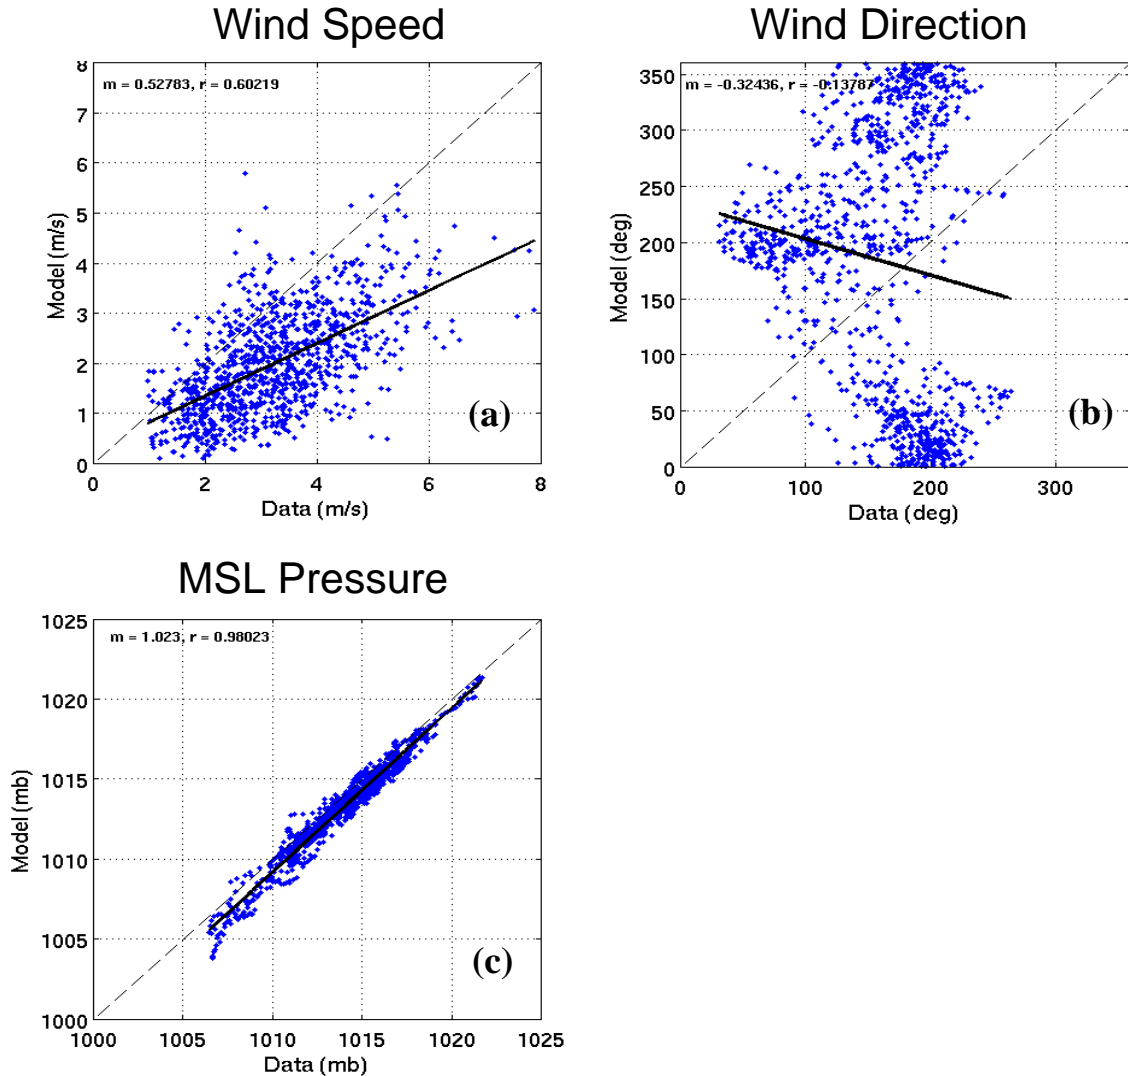 Wind Speed
m = 0.52783, r = 0.60219
8
7
6
5
4
3
2
1
0
Model (m/s)
(a)
0 2 4 6 8
Data (m/s)
Wind Direction
m = -0.32436, r = -0.13787
350
300
250
200
150
100
50
0
Model (deg)
(b)
0 100 200 300
Data (deg)
MSL Pressure
m = 1.023, r = 0.98023
1025
1020
1015
1010
1005
1000
Model (mb)
(c)
1000 1005 1010 1015 1020 1025
Data (mb)